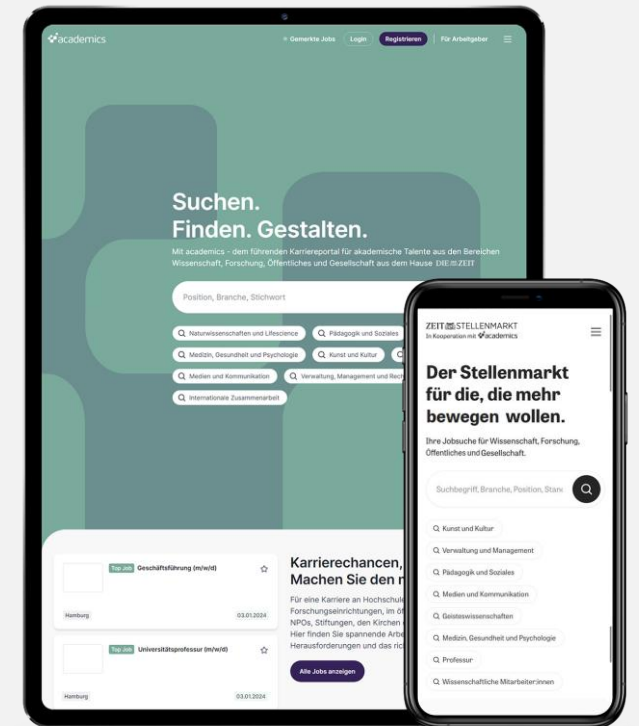 academics
Gemerkte Jobs
Login
Registrieren
Für Arbeitgeber
Suchen.
Finden. Gestalten.
Mit academics - dem führenden Karriereportal für akademische Talente aus den Bereichen
Wissenschaft, Forschung, Öffentliches und Gesellschaft aus dem Hause DIE ZEIT
Position, Branche, Stichwort
Naturwissenschaften und Lifescience
Pädagogik und Soziales
Medizin, Gesundheit und Psychologie
Kunst und Kultur
Medien und Kommunikation
Verwaltung, Management und Rech
Internationale Zusammenarbeit
Top Job Geschäftsführung (m/w/d)
Hamburg 03.01.2024
Top Job Universitätsprofessur (m/w/d)
Hamburg 03.01.2024
Karrierechancen,
Machen Sie den
Für eine Karriere an Hochschule
Forschungseinrichtungen, im
NPOs, Stiftungen, den Kirchen
Hier finden Sie spannende
Herausforderungen und das
Alle Jobs anzeigen
ZEIT STELLENMARKT
In Kooperation mit academics
Der Stellenmarkt
für die, die mehr
bewegen wollen.
Ihre Jobsuche für Wissenschaft, Forschung,
Öffentliches und Gesellschaft.
Suchbegriff, Branche, Position, Stan
Kunst und Kultur
Verwaltung und Management
Pädagogik und Soziales
Medien und Kommunikation
Geisteswissenschaften
Medizin, Gesundheit und Psychologie
Professur
Wissenschaftliche Mitarbeiter:innen